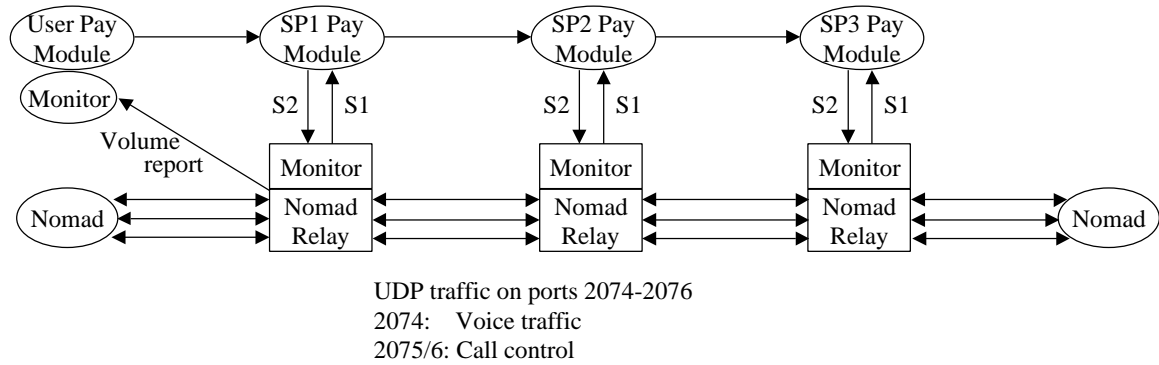 User Pay
Module
SP1 Pay
Module
SP2 Pay
Module
SP3 Pay
Module
Monitor
S2
S1
S2
S1
S2
S1
Volume
report
Monitor
Monitor
Monitor
Nomad
Nomad
Relay
Nomad
Relay
Nomad
Relay
Nomad
UDP traffic on ports 2074-2076
2074: Voice traffic
2075/6: Call control